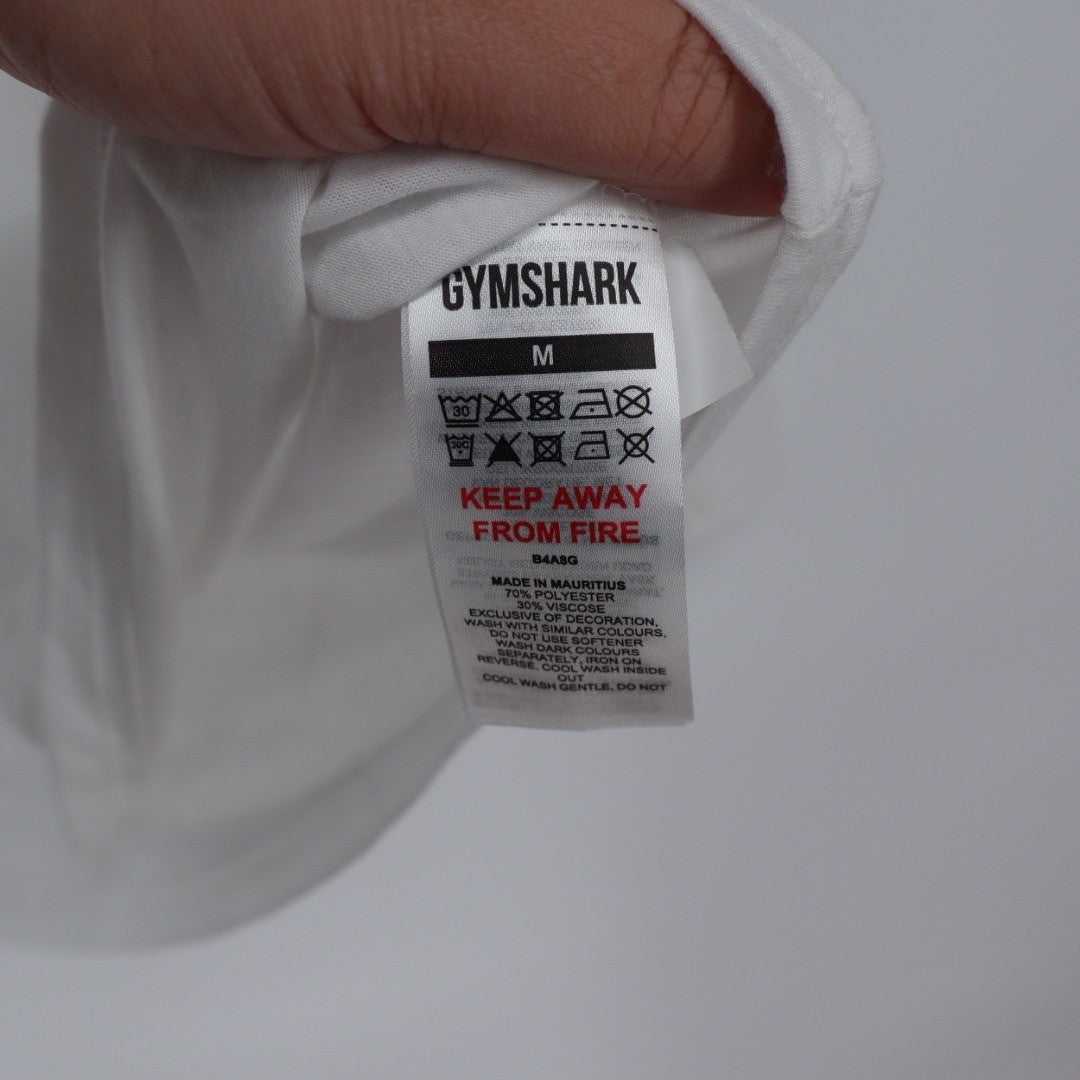 GYMSHARK
M
30
30C
KEEP AWAY
FROM FIRE
B4A8G
MADE IN MAURITIUS
70% POLYESTER
30% VISCOSE
EXCLUSIVE OF DECORATION,
WASH WITH SIMILAR COLOURS,
DO NOT USE SOFTENER
WASH DARK COLOURS
SEPARATELY, IRON ON
REVERSE, COOL WASH INSIDE
OUT
COOL WASH GENTLE, DO NOT